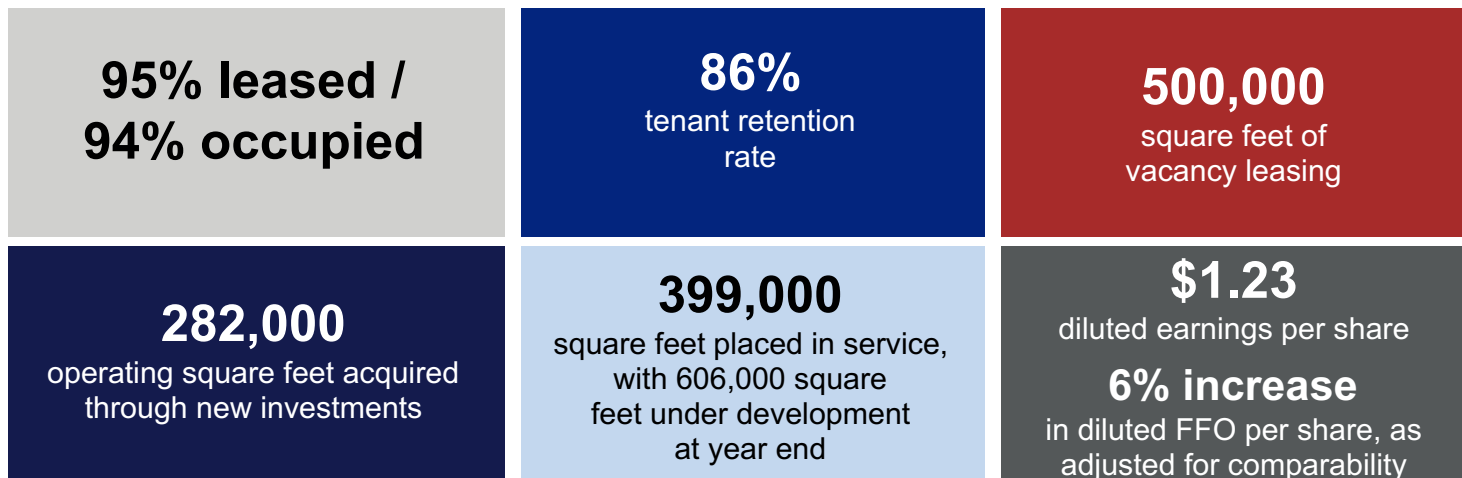 95% leased /
94% occupied
86%
tenant retention
rate
500,000
square feet of
vacancy leasing
282,000
operating square feet acquired
through new investments
399,000
square feet placed in service,
with 606,000 square
feet under development
at year end
$1.23
diluted earnings per share
6% increase
in diluted FFO per share, as
adjusted for comparability